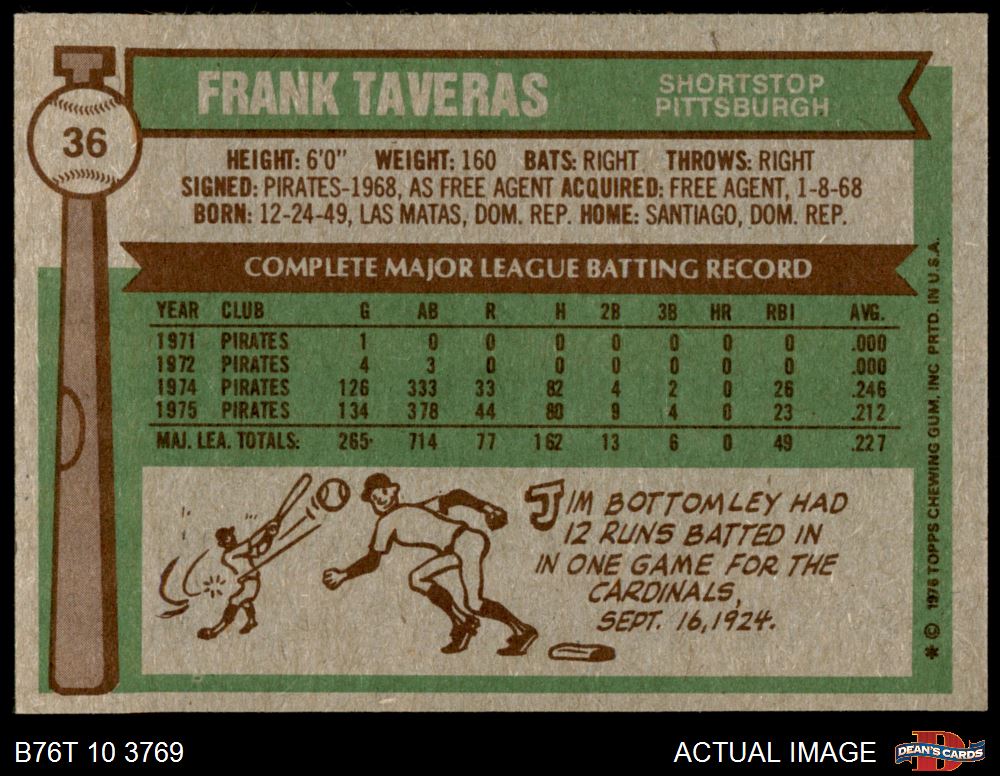 36
FRANK TAVERAS
SHORTSTOP
PITTSBURGH
HEIGHT: 6'0" WEIGHT: 160 BATS: RIGHT THROWS: RIGHT
SIGNED: PIRATES-1968, AS FREE AGENT ACQUIRED: FREE AGENT, 1-8-68
BORN: 12-24-49, LAS MATAS, DOM. REP. HOME: SANTIAGO, DOM. REP.
COMPLETE MAJOR LEAGUE BATTING RECORD
YEAR CLUB G AB R H 2B 3B HR RBI AVG.
1971 PIRATES 1 0 0 0 0 0 0 0 .000
1972 PIRATES 4 3 0 0 0 0 0 0 .000
1974 PIRATES 126 333 33 82 4 2 0 26 .246
1975 PIRATES 134 378 44 80 9 4 0 23 .212
MAJ. LEA. TOTALS: 265 714 77 162 13 6 0 49 .227
JIM BOTTOMLEY HAD
12 RUNS BATTED IN
IN ONE GAME FOR THE
CARDINALS,
SEPT. 16, 1924.
* © 1976 TOPPS CHEWING GUM, INC PRTD. IN U.S.A.
B76T 10 3769
ACTUAL IMAGE
D
DEAN'S CARDS